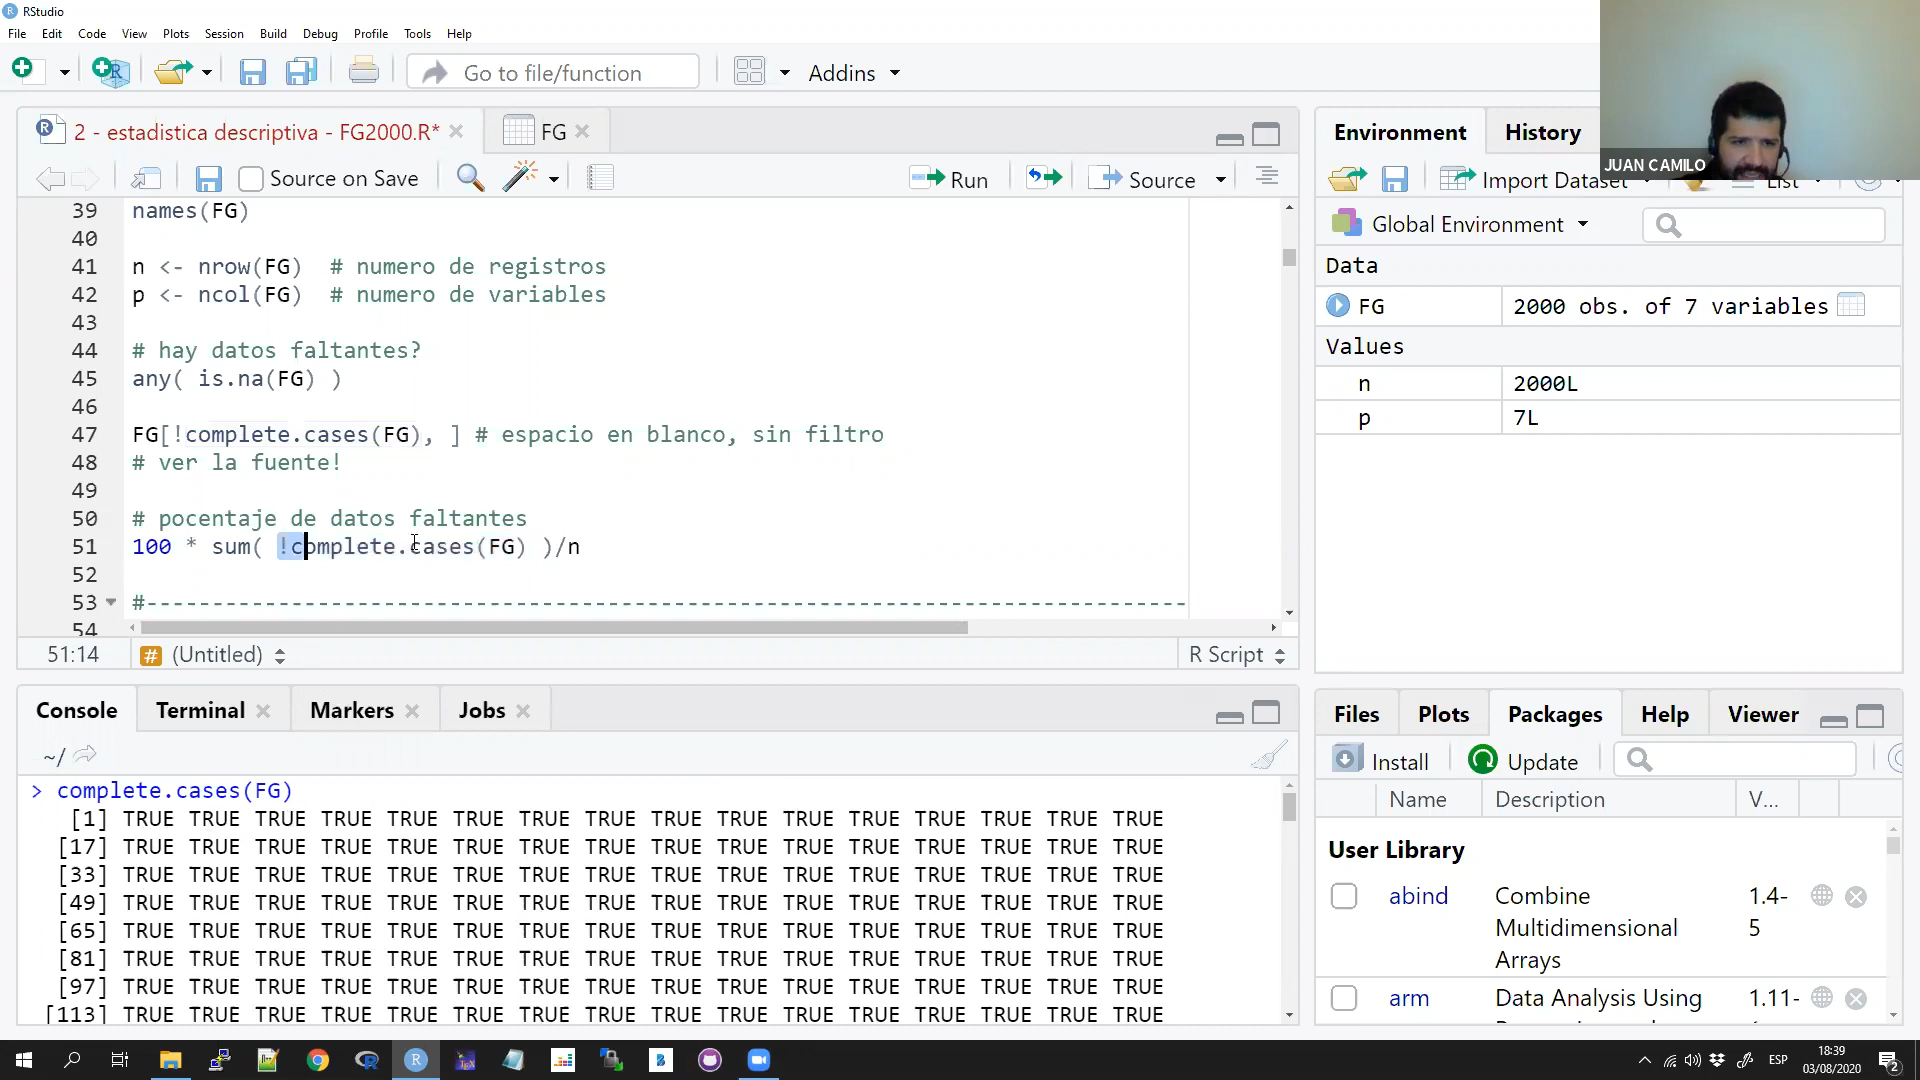 RStudio
File Edit Code View Plots Session Build Debug Profile Tools Help
Go to file/function
Addins
2 - estadistica descriptiva - FG2000.R*
FG
Source on Save
Run
Source
39 names(FG)
40
41 n <- nrow(FG)  # numero de registros
42 p <- ncol(FG)  # numero de variables
43
44 # hay datos faltantes?
45 any( is.na(FG) )
46
47 FG[!complete.cases(FG), ] # espacio en blanco, sin filtro
48 # ver la fuente!
49
50 # pocentaje de datos faltantes
51 100 * sum( !complete.cases(FG) )/n
52
53 #-------------------------------------------------------------------------------
54
51:14
(Untitled)
R Script
Console Terminal Markers Jobs
~/
> complete.cases(FG)
[1] TRUE TRUE TRUE TRUE TRUE TRUE TRUE TRUE TRUE TRUE TRUE TRUE TRUE TRUE TRUE TRUE
[17] TRUE TRUE TRUE TRUE TRUE TRUE TRUE TRUE TRUE TRUE TRUE TRUE TRUE TRUE TRUE TRUE
[33] TRUE TRUE TRUE TRUE TRUE TRUE TRUE TRUE TRUE TRUE TRUE TRUE TRUE TRUE TRUE TRUE
[49] TRUE TRUE TRUE TRUE TRUE TRUE TRUE TRUE TRUE TRUE TRUE TRUE TRUE TRUE TRUE TRUE
[65] TRUE TRUE TRUE TRUE TRUE TRUE TRUE TRUE TRUE TRUE TRUE TRUE TRUE TRUE TRUE TRUE
[81] TRUE TRUE TRUE TRUE TRUE TRUE TRUE TRUE TRUE TRUE TRUE TRUE TRUE TRUE TRUE TRUE
[97] TRUE TRUE TRUE TRUE TRUE TRUE TRUE TRUE TRUE TRUE TRUE TRUE TRUE TRUE TRUE TRUE
[113] TRUE TRUE TRUE TRUE TRUE TRUE TRUE TRUE TRUE TRUE TRUE TRUE TRUE TRUE TRUE TRUE
JUAN CAMILO
Environment History
Import Dataset
List
Global Environment
Data
FG 2000 obs. of 7 variables
Values
n 2000L
p 7L
Files Plots Packages Help Viewer
Install Update
Name Description V...
User Library
abind Combine Multidimensional Arrays 1.4-5
arm Data Analysis Using 1.11-
ESP
18:39
03/08/2020
2